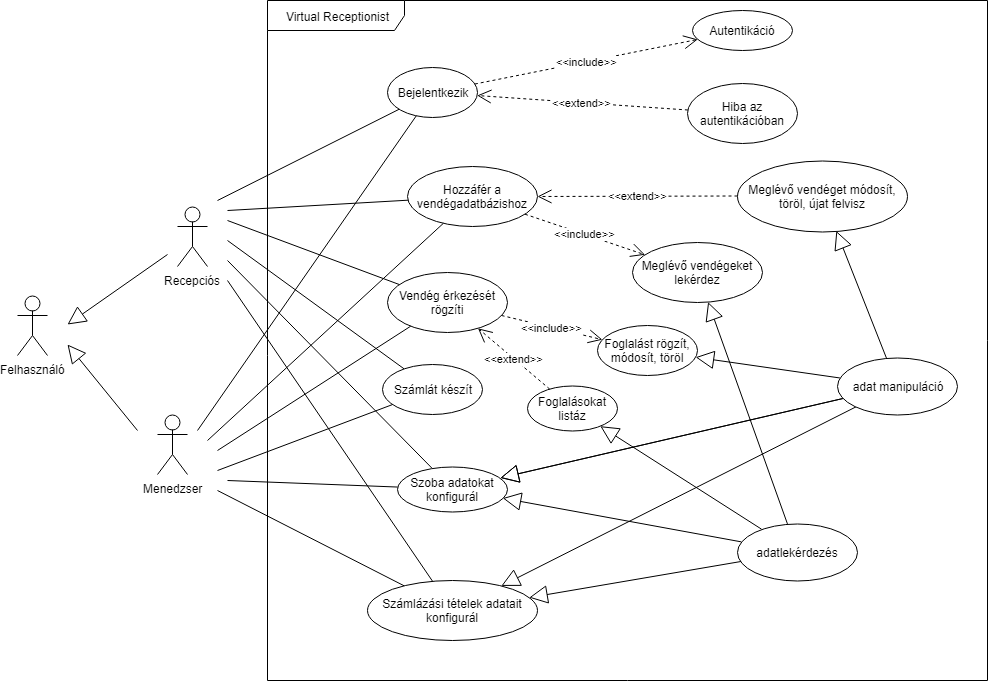 Virtual Receptionist
Autentikáció
<<include>>
Bejelentkezik
<<extend>>
Hiba az
autentikációban
Hozzáfér a
vendégadatbázishoz
<<extend>>
Meglévő vendéget módosít,
töröl, újat felvisz
<<include>>
Meglévő vendégeket
lekérdez
Recepciós
Vendég érkezését
rögzíti
<<include>>
Foglalást rögzít,
módosít, töröl
<<extend>>
Felhasználó
Számlát készít
Foglalásokat
listáz
adat manipuláció
Menedzser
Szoba adatokat
konfigurál
adatlekérdezés
Számlázási tételek adatait
konfigurál